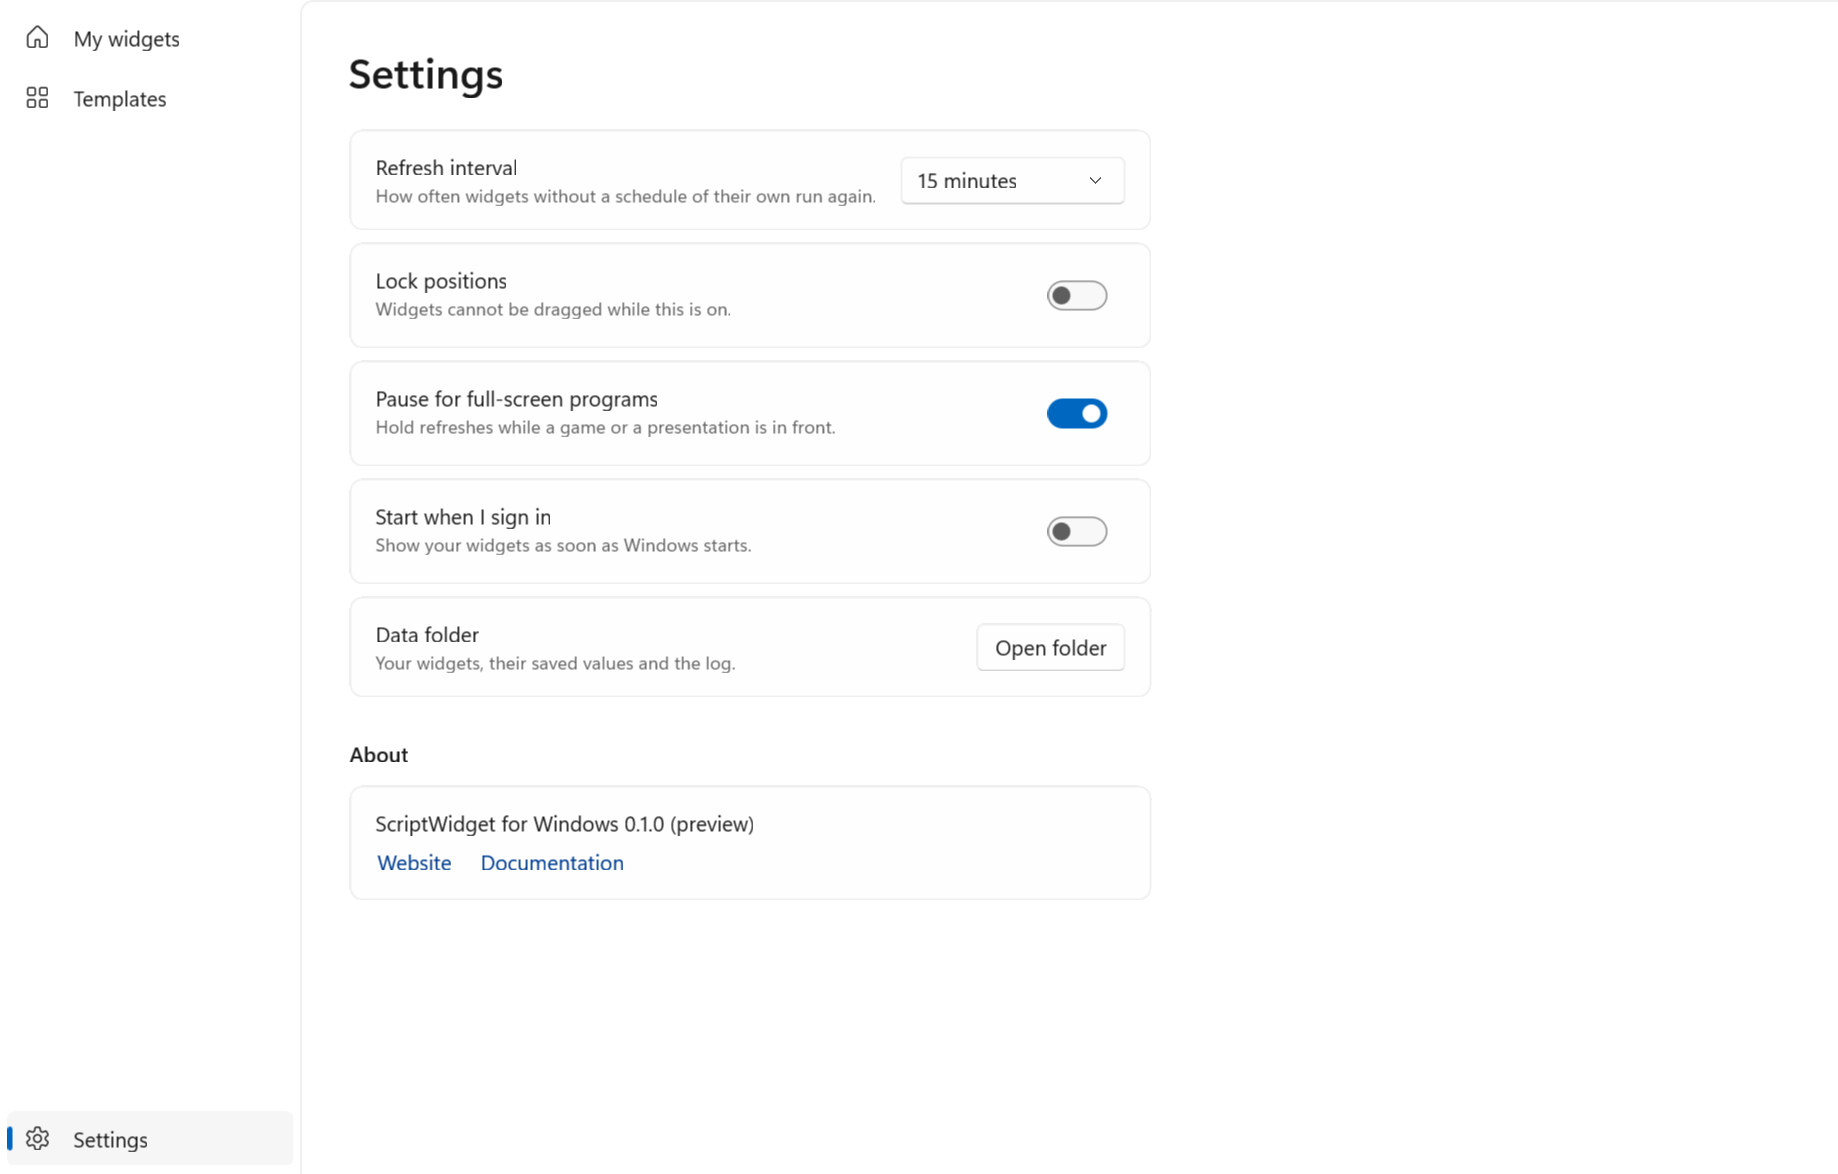 My widgets
Templates
Settings
Refresh interval
How often widgets without a schedule of their own run again.
15 minutes
Lock positions
Widgets cannot be dragged while this is on.
Pause for full-screen programs
Hold refreshes while a game or a presentation is in front.
Start when I sign in
Show your widgets as soon as Windows starts.
Data folder
Your widgets, their saved values and the log.
Open folder
About
ScriptWidget for Windows 0.1.0 (preview)
Website Documentation
Settings